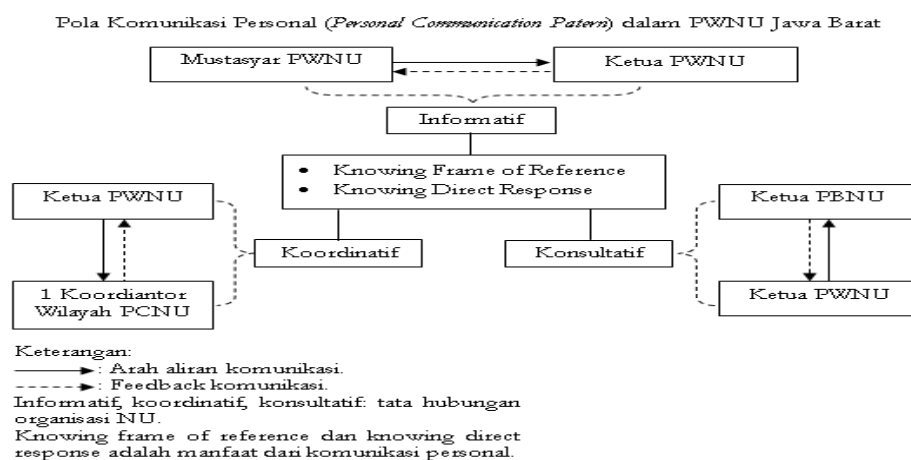 Pola Komunikasi Personal (Personal Communication Patern) dalam PWNU Jawa Barat
Mustasyar PWNU
Ketua PWNU
Informatif
• Knowing Frame of Reference
• Knowing Direct Response
Ketua PWNU
Ketua PBNU
Koordinatif
Konsultatif
1 Koordiantor
Wilayah PCNU
Ketua PWNU
Keterangan:
: Arah aliran komunikasi.
: Feedback komunikasi.
Informatif, koordinatif, konsultatif: tata hubungan
organisasi NU.
Knowing frame of reference dan knowing direct
response adalah manfaat dari komunikasi personal.